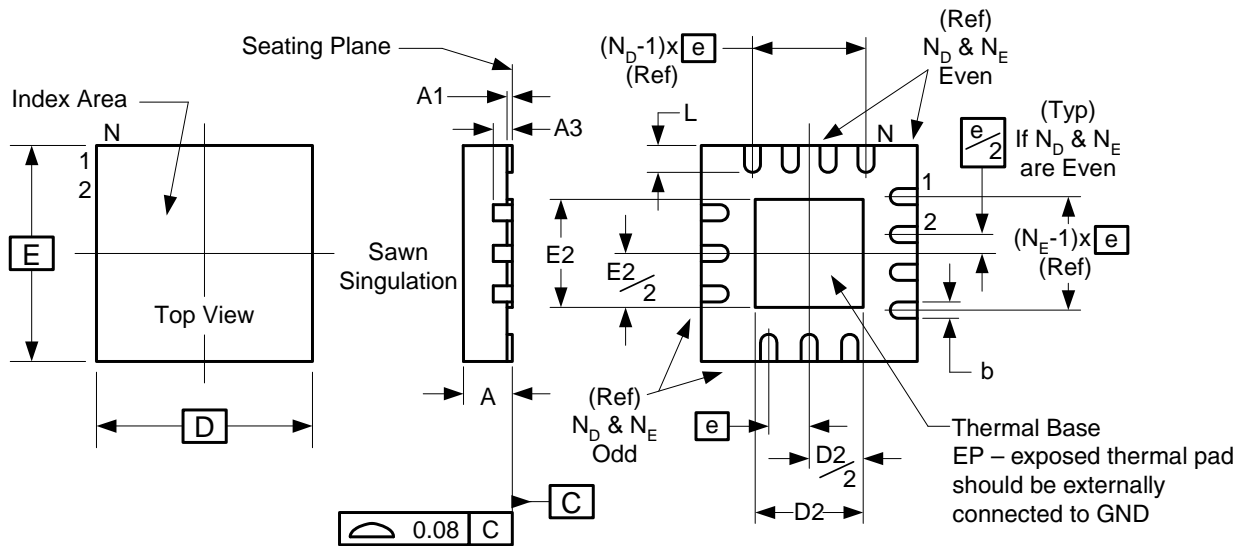 Seating Plane
Index Area
N
1
2
E
Top View
D
A1
A3
Sawn
Singulation
A
0.08 C
C
(N_D-1)x e
(Ref)
(Ref)
N_D & N_E
Even
L
N
e/2
(Typ)
If N_D & N_E
are Even
1
2
(N_E-1)x e
(Ref)
E2
E2/2
b
(Ref)
N_D & N_E
Odd
e
D2/2
D2
Thermal Base
EP – exposed thermal pad
should be externally
connected to GND